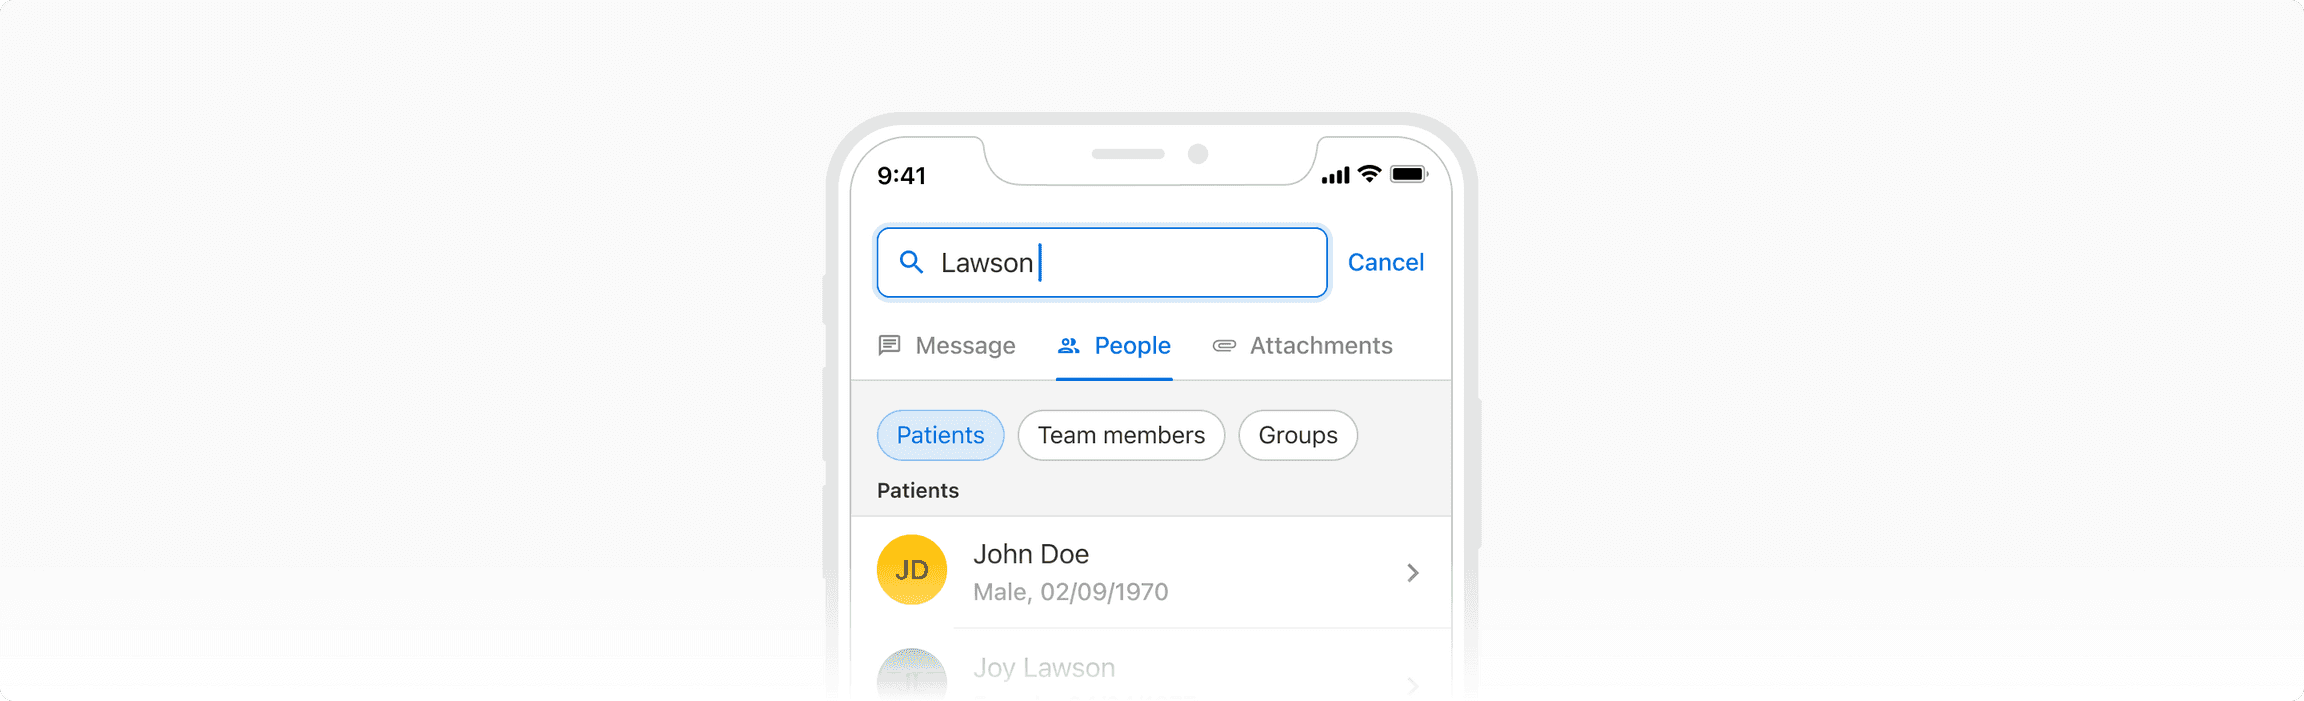 9:41
Lawson
Cancel
Message People Attachments
Patients Team members Groups
Patients
JD
John Doe
Male, 02/09/1970
Joy Lawson